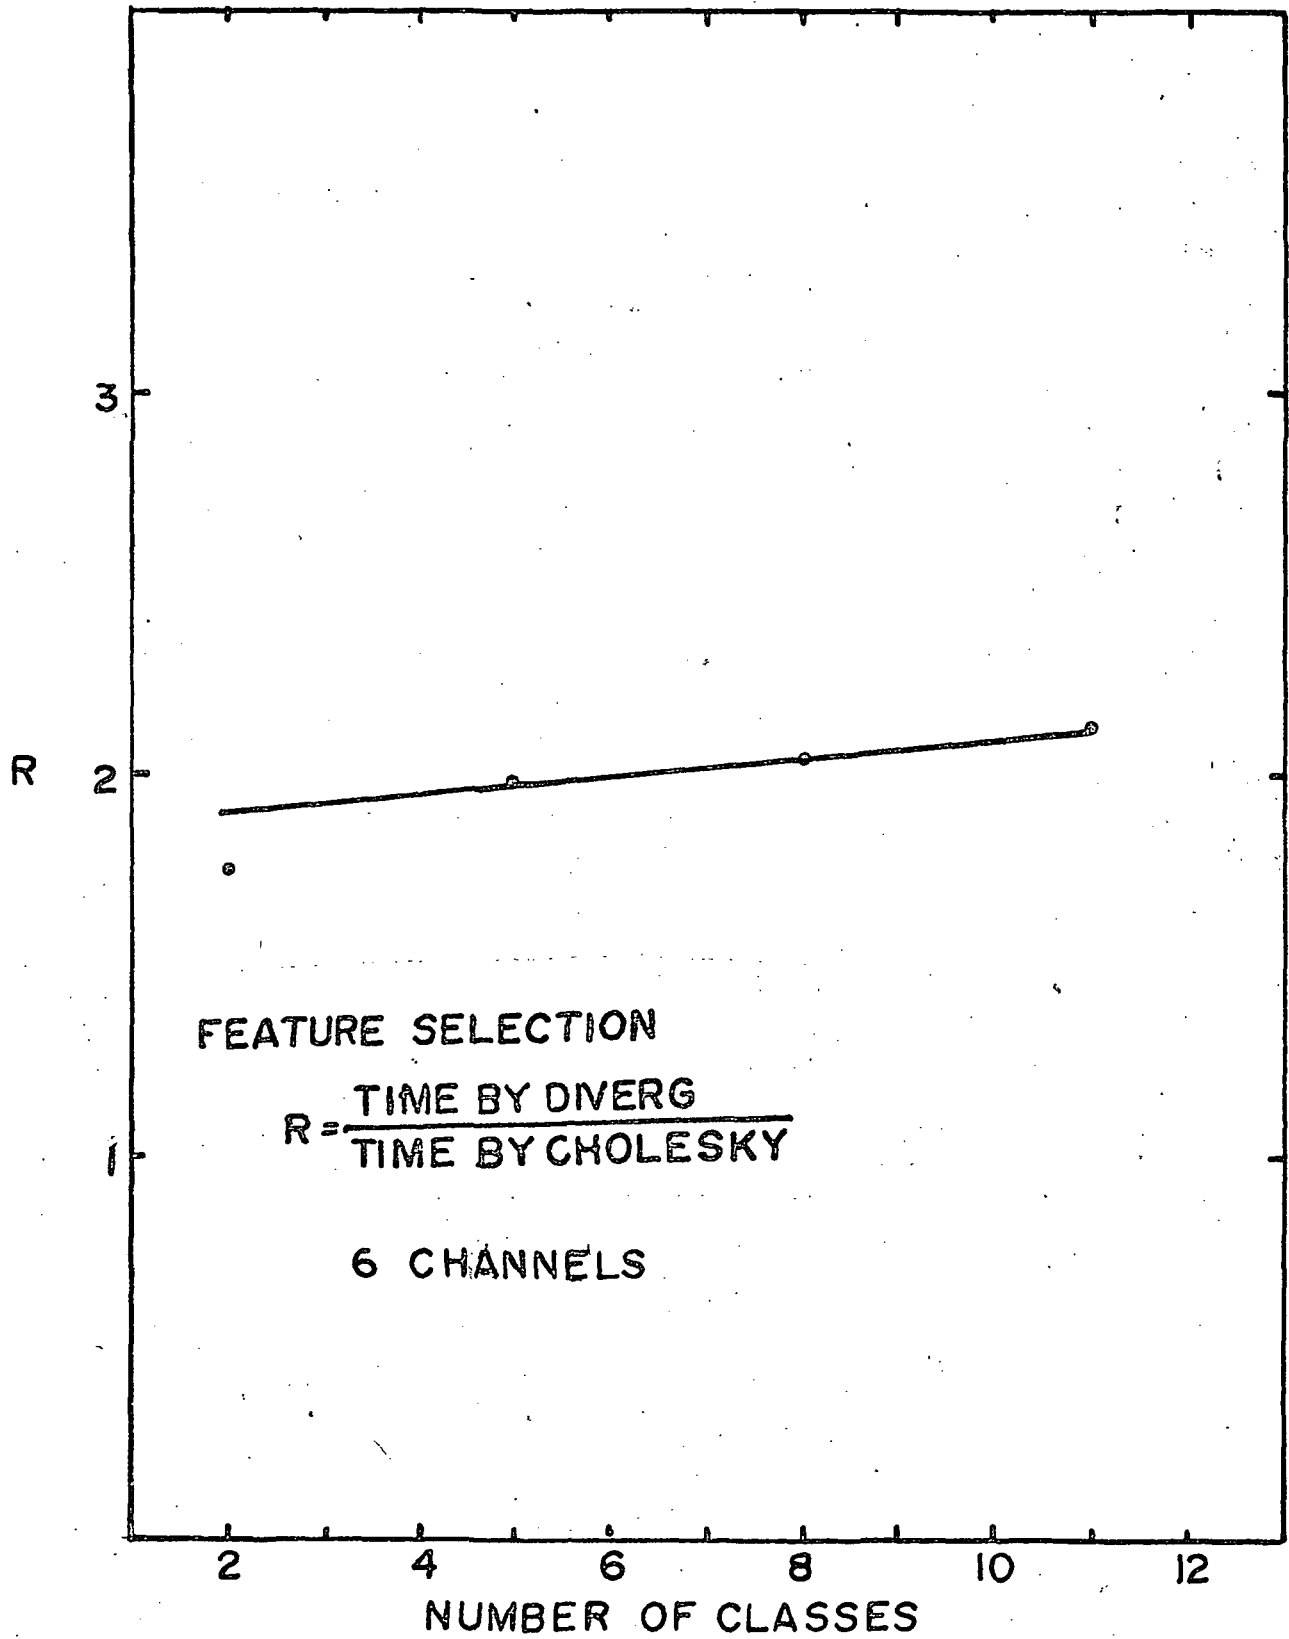 3
R
2
FEATURE SELECTION
R = TIME BY DIVERG
TIME BY CHOLESKY
1
6 CHANNELS
2 4 6 8 10 12
NUMBER OF CLASSES